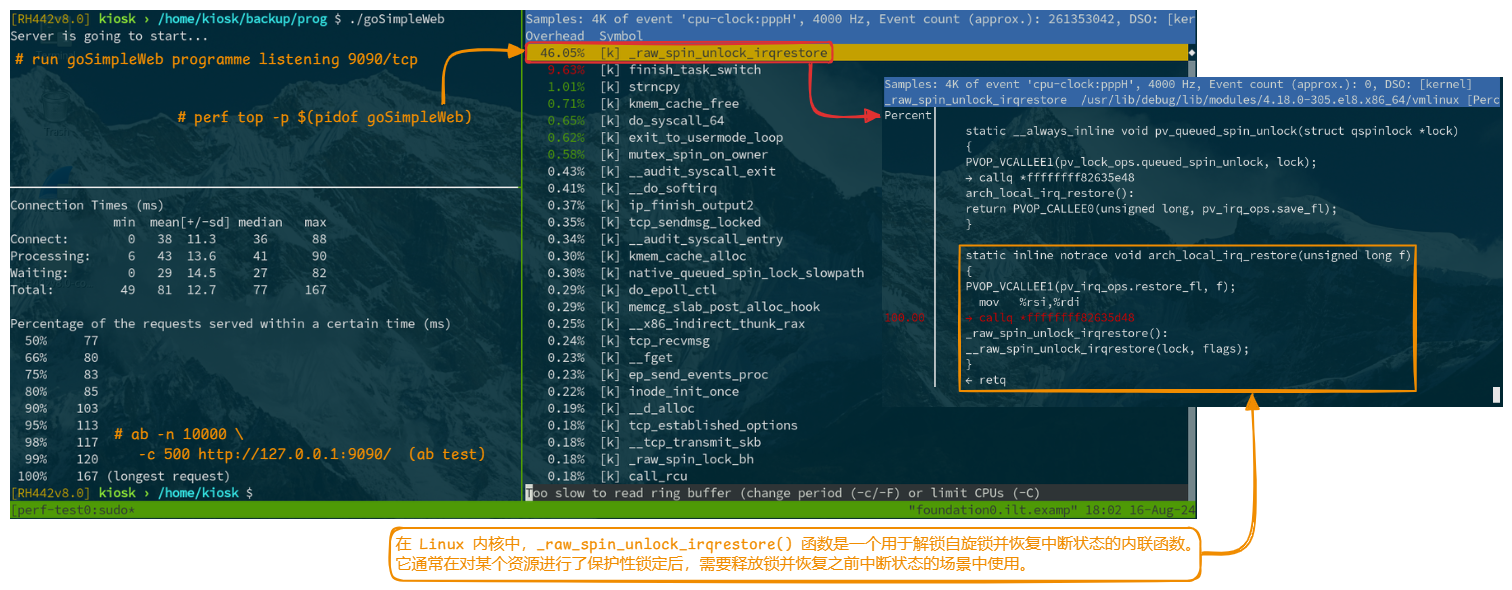 [RH442v8.0] kiosk › /home/kiosk/backup/prog $ ./goSimpleWeb
Server is going to start...
# run goSimpleWeb programme listening 9090/tcp
# perf top -p $(pidof goSimpleWeb)
Connection Times (ms)
min mean[+/-sd] median max
Connect: 0 38 11.3 36 88
Processing: 6 43 13.6 41 90
Waiting: 0 29 14.5 27 82
Total: 49 81 12.7 77 167
Percentage of the requests served within a certain time (ms)
50% 77
66% 80
75% 83
80% 85
90% 103
95% 113
98% 117
99% 120
100% 167 (longest request)
# ab -n 10000 \
-c 500 http://127.0.0.1:9090/ (ab test)
[RH442v8.0] kiosk › /home/kiosk $
Samples: 4K of event 'cpu-clock:pppH', 4000 Hz, Event count (approx.): 261353042, DSO: [ker
Overhead Symbol
46.05% [k] _raw_spin_unlock_irqrestore
9.63% [k] finish_task_switch
1.01% [k] strncpy
0.71% [k] kmem_cache_free
0.65% [k] do_syscall_64
0.62% [k] exit_to_usermode_loop
0.58% [k] mutex_spin_on_owner
0.43% [k] __audit_syscall_exit
0.41% [k] __do_softirq
0.37% [k] ip_finish_output2
0.35% [k] tcp_sendmsg_locked
0.34% [k] __audit_syscall_entry
0.30% [k] kmem_cache_alloc
0.30% [k] native_queued_spin_lock_slowpath
0.29% [k] do_epoll_ctl
0.29% [k] memcg_slab_post_alloc_hook
0.25% [k] __x86_indirect_thunk_rax
0.24% [k] tcp_recvmsg
0.23% [k] __fget
0.23% [k] ep_send_events_proc
0.22% [k] inode_init_once
0.19% [k] __d_alloc
0.18% [k] tcp_established_options
0.18% [k] __tcp_transmit_skb
0.18% [k] _raw_spin_lock_bh
0.18% [k] call_rcu
Too slow to read ring buffer (change period (-c/-F) or limit CPUs (-C)
[perf-test0:sudo* "foundation0.ilt.examp" 18:02 16-Aug-24
Samples: 4K of event 'cpu-clock:pppH', 4000 Hz, Event count (approx.): 0, DSO: [kernel]
_raw_spin_unlock_irqrestore /usr/lib/debug/lib/modules/4.18.0-305.el8.x86_64/vmlinux [Perc
Percent
static __always_inline void pv_queued_spin_unlock(struct qspinlock *lock)
{
PVOP_VCALLEE1(pv_lock_ops.queued_spin_unlock, lock);
→ callq *ffffffff82635e48
arch_local_irq_restore():
return PVOP_CALLEE0(unsigned long, pv_irq_ops.save_fl);
}
static inline notrace void arch_local_irq_restore(unsigned long f)
{
PVOP_VCALLEE1(pv_irq_ops.restore_fl, f);
mov %rsi,%rdi
→ callq
_raw_spin_unlock_irqrestore():
__raw_spin_unlock_irqrestore(lock, flags);
}
← retq
在 Linux 内核中，_raw_spin_unlock_irqrestore() 函数是一个用于解锁自旋锁并恢复中断状态的内联函数。
它通常在对某个资源进行了保护性锁定后，需要释放锁并恢复之前中断状态的场景中使用。